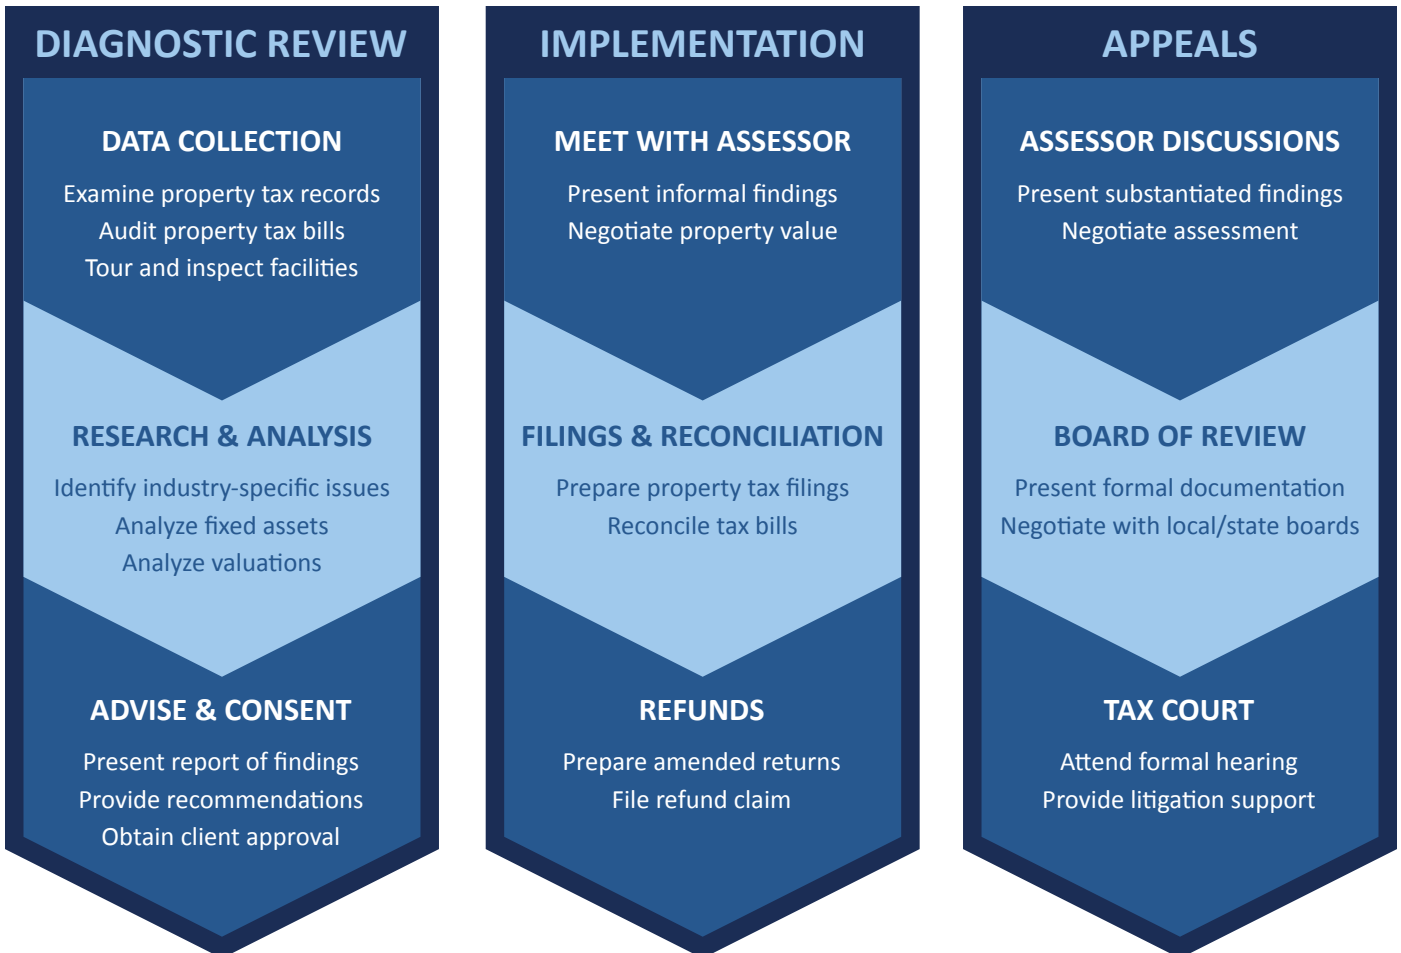 DIAGNOSTIC REVIEW
DATA COLLECTION
Examine property tax records
Audit property tax bills
Tour and inspect facilities
RESEARCH & ANALYSIS
Identify industry-specific issues
Analyze fixed assets
Analyze valuations
ADVISE & CONSENT
Present report of findings
Provide recommendations
Obtain client approval
IMPLEMENTATION
MEET WITH ASSESSOR
Present informal findings
Negotiate property value
FILINGS & RECONCILIATION
Prepare property tax filings
Reconcile tax bills
REFUNDS
Prepare amended returns
File refund claim
APPEALS
ASSESSOR DISCUSSIONS
Present substantiated findings
Negotiate assessment
BOARD OF REVIEW
Present formal documentation
Negotiate with local/state boards
TAX COURT
Attend formal hearing
Provide litigation support